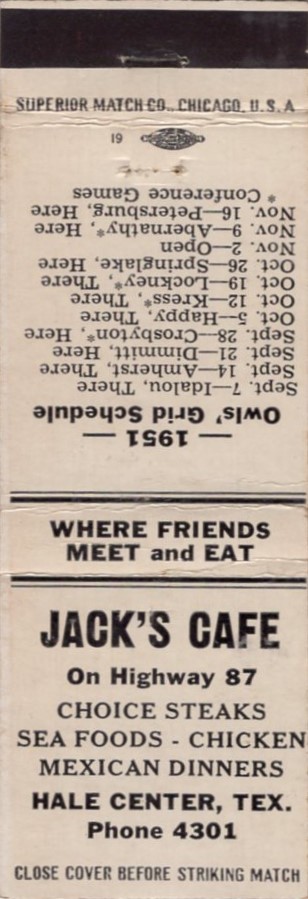 SUPERIOR MATCH CO., CHICAGO, U.S.A
19
— 1951 —
Owls' Grid Schedule
Sept. 7—Idalou, There
Sept. 14—Amherst, There
Sept. 21—Dimmitt, Here
Sept. 28—Crosbyton*, Here
Oct. 5—Happy, There
Oct. 12—Kress*, There
Oct. 19—Lockney*, There
Oct. 26—Springlake, Here
Nov. 2—Open
Nov. 9—Abernathy*, Here
Nov. 16—Petersburg, Here
* Conference Games
WHERE FRIENDS
MEET and EAT
JACK'S CAFE
On Highway 87
CHOICE STEAKS
SEA FOODS - CHICKEN
MEXICAN DINNERS
HALE CENTER, TEX.
Phone 4301
CLOSE COVER BEFORE STRIKING MATCH